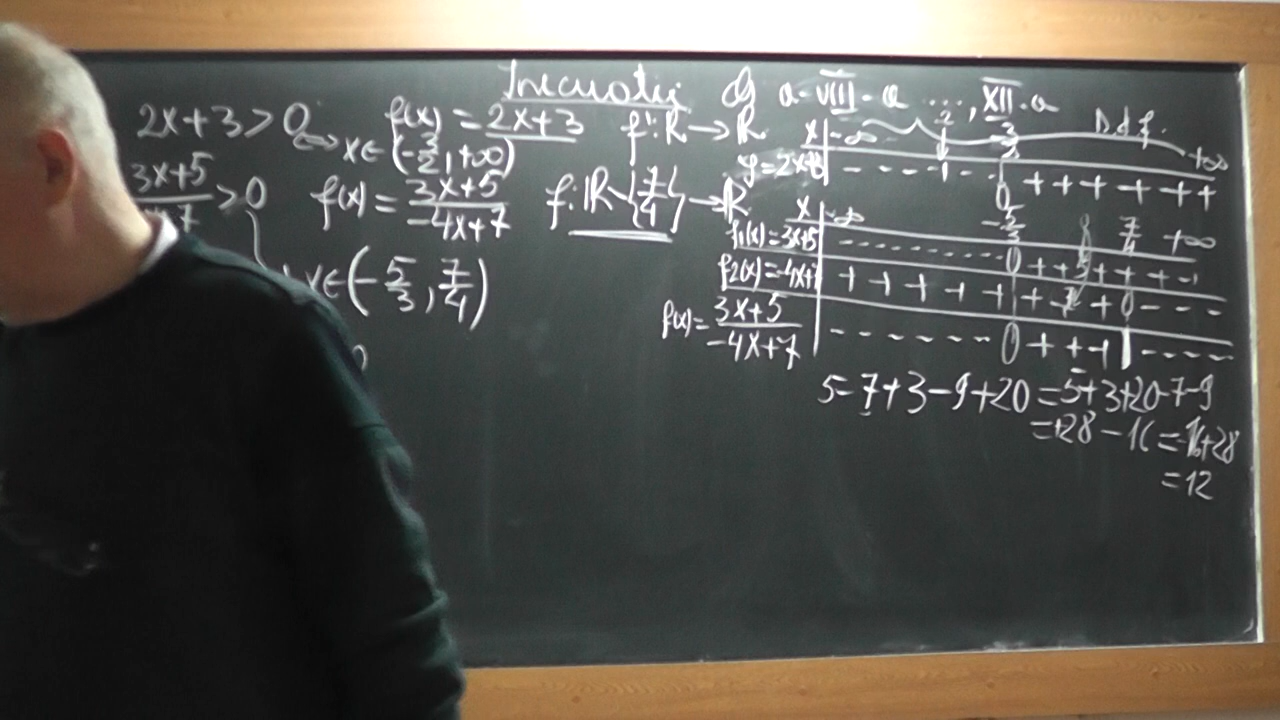 Inecuații cl a-VIII-a ..., XII-a
2x+3>0 ⇔ x∈(-3/2, +∞)
f(x) = 2x+3 f:R→R
(3x+5)/ >0
f(x) = (3x+5)/(-4x+7) f:R\{7/4}→R
x∈(-5/3, 7/4)
x -∞ -3/2 +∞
y=2x+3 - - - - - - 0 + + + + + +
x -∞ -5/3 7/4 +∞
f1(x)=3x+5 0 + + + + + +
f2(x)=-4x+7 + + + + + + + 0 - - -
f(x)= (3x+5)/(-4x+7) - - - - - - - 0 + + + | - - - -
5-7+3-9+20=5+3+20-7-9
=+28-16=-16+28
=12